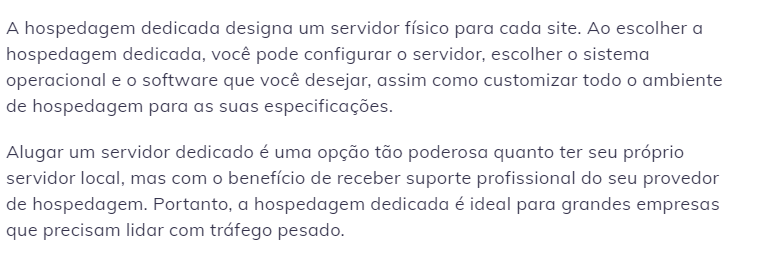 A hospedagem dedicada designa um servidor físico para cada site. Ao escolher a
hospedagem dedicada, você pode configurar o servidor, escolher o sistema
operacional e o software que você desejar, assim como customizar todo o ambiente
de hospedagem para as suas especificações.
Alugar um servidor dedicado é uma opção tão poderosa quanto ter seu próprio
servidor local, mas com o benefício de receber suporte profissional do seu provedor
de hospedagem. Portanto, a hospedagem dedicada é ideal para grandes empresas
que precisam lidar com tráfego pesado.